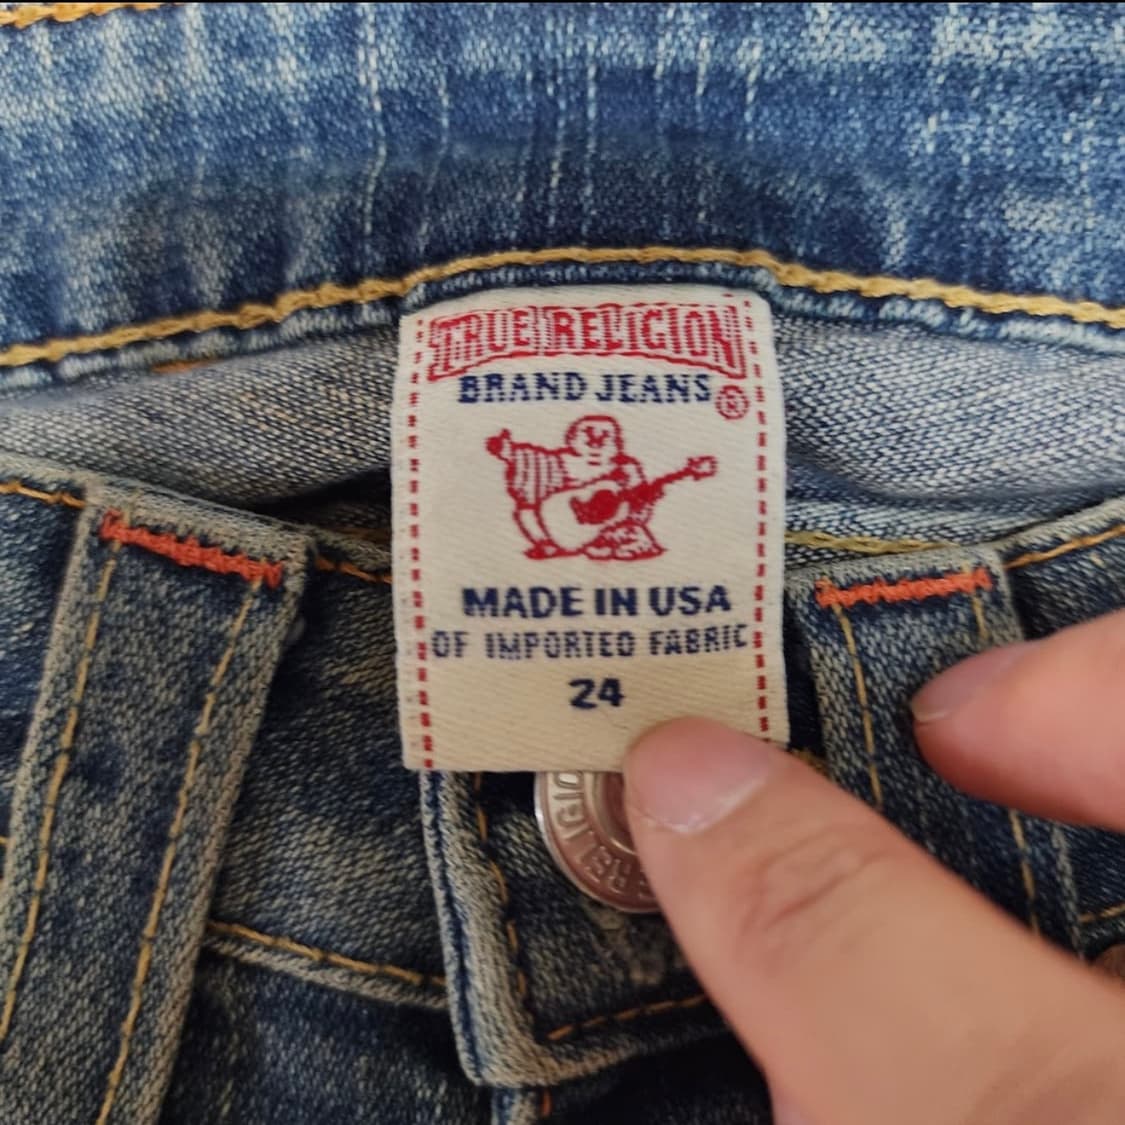 TRUE RELIGION
BRAND JEANS ®
MADE IN USA
OF IMPORTED FABRIC
24